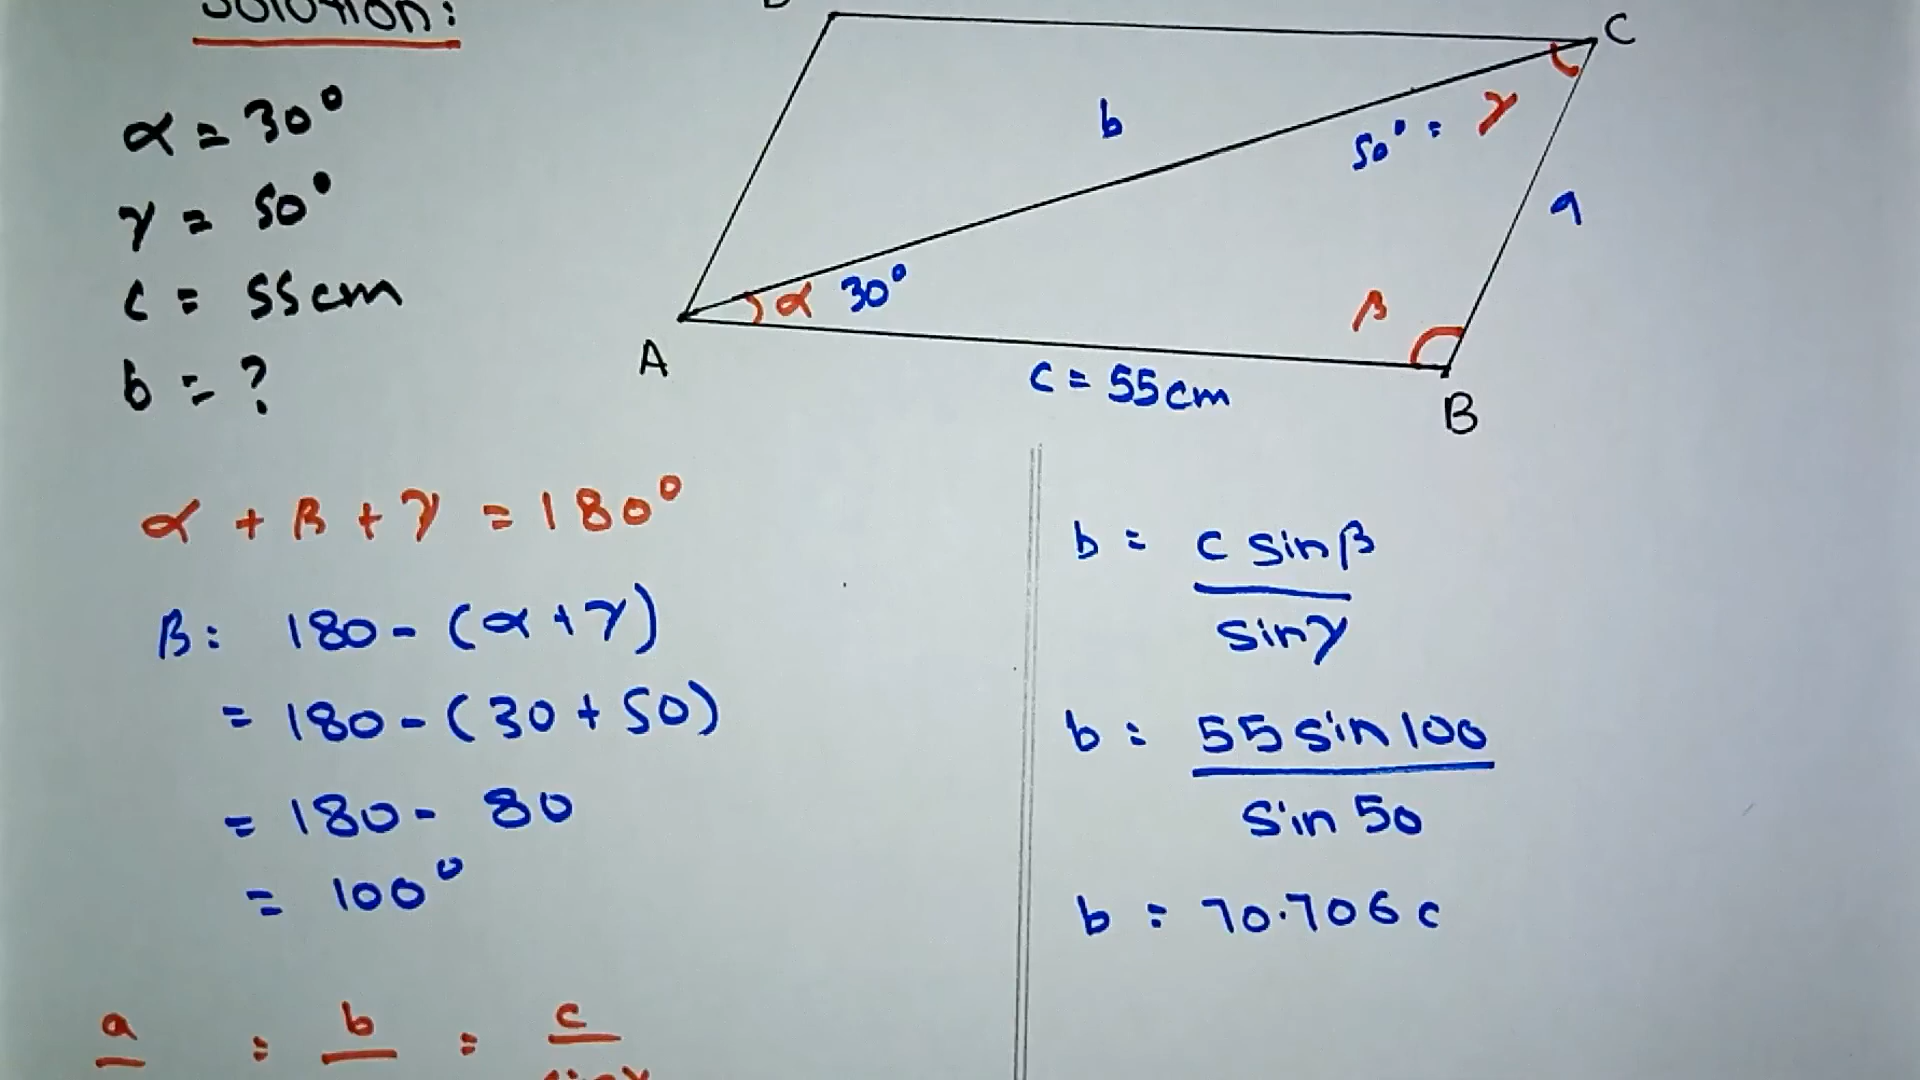 Solution:
α = 30°
γ = 50°
c = 55cm
b = ?
C
b
50° = γ
a
α 30°
β
A
c = 55cm
B
α + β + γ = 180°
β = 180 - (α + γ)
= 180 - (30 + 50)
= 180 - 80
= 100°
a = b = c
sinγ
b = c sinβ
sinγ
b = 55 sin 100
sin 50
b = 70.706 c